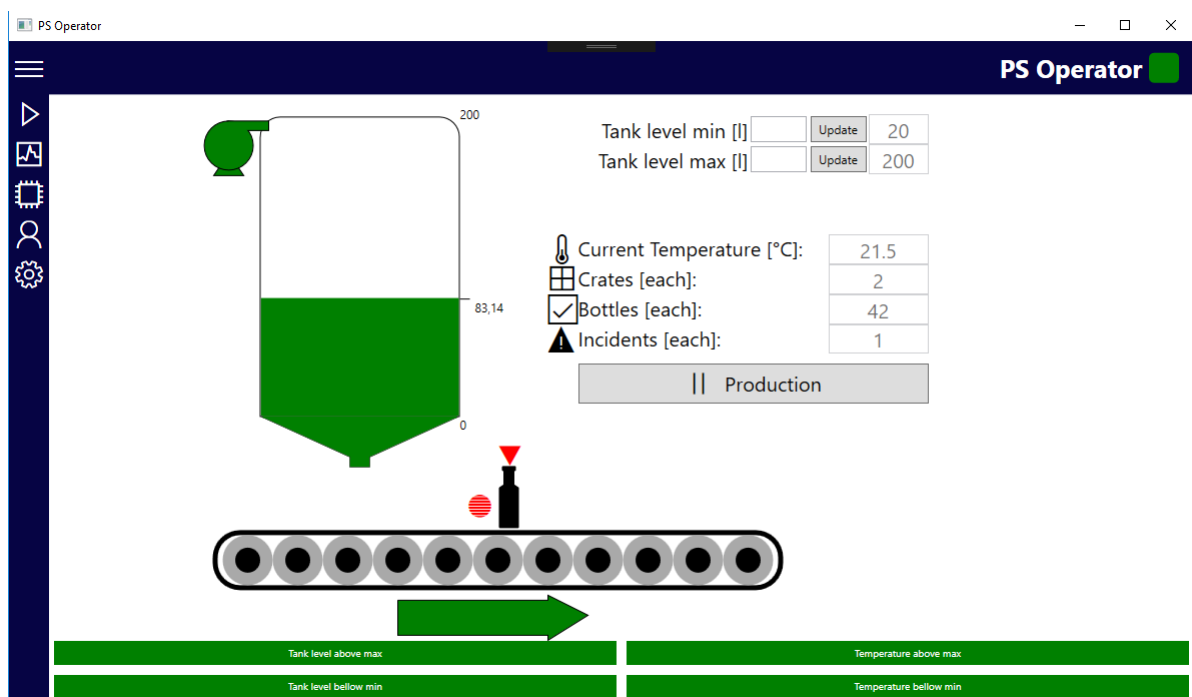 PS Operator
PS Operator
200
Tank level min [l] Update 20
Tank level max [l] Update 200
Current Temperature [°C]: 21.5
Crates [each]: 2
83,14
Bottles [each]: 42
Incidents [each]: 1
Production
0
Tank level above max Temperature above max
Tank level bellow min Temperature bellow min